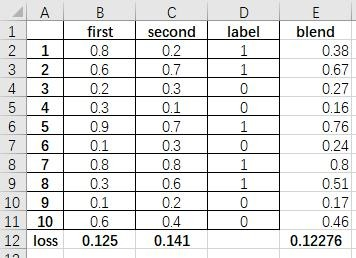 A B C D E
1 first second label blend
2 1 0.8 0.2 1 0.38
3 2 0.6 0.7 1 0.67
4 3 0.2 0.3 0 0.27
5 4 0.3 0.1 0 0.16
6 5 0.9 0.7 1 0.76
7 6 0.1 0.3 0 0.24
8 7 0.8 0.8 1 0.8
9 8 0.3 0.6 1 0.51
10 9 0.1 0.2 0 0.17
11 10 0.6 0.4 0 0.46
12 loss 0.125 0.141 0.12276